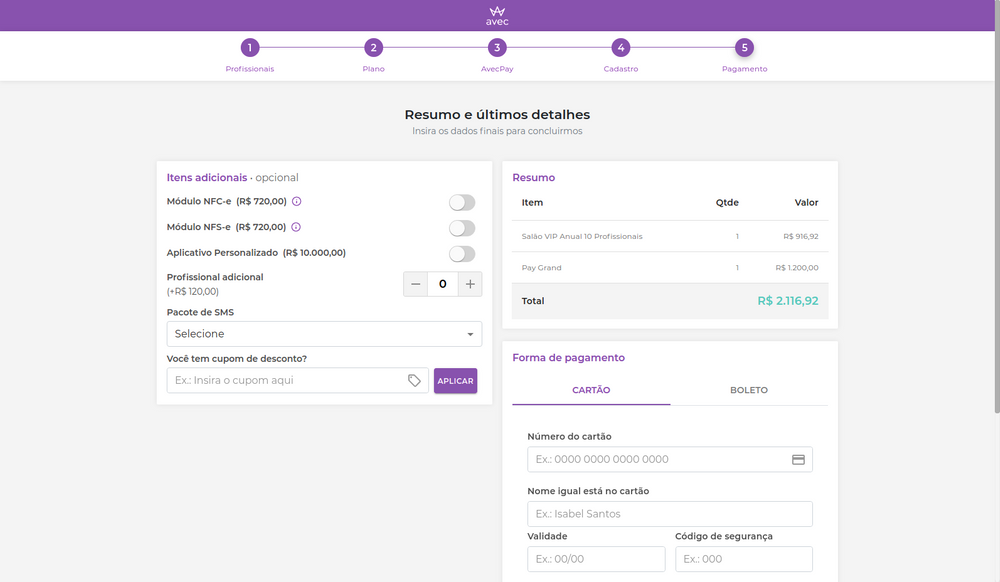 avec
1 2 3 4 5
Profissionais Plano AvecPay Cadastro Pagamento
Resumo e últimos detalhes
Insira os dados finais para concluirmos
Itens adicionais • opcional
Módulo NFC-e (R$ 720,00)
Módulo NFS-e (R$ 720,00)
Aplicativo Personalizado (R$ 10.000,00)
Profissional adicional
(+R$ 120,00)
0
Pacote de SMS
Selecione
Você tem cupom de desconto?
Ex.: Insira o cupom aqui
APLICAR
Resumo
Item Qtde Valor
Salão VIP Anual 10 Profissionais 1 R$ 916,92
Pay Grand 1 R$ 1.200,00
Total R$ 2.116,92
Forma de pagamento
CARTÃO BOLETO
Número do cartão
Ex.: 0000 0000 0000 0000
Nome igual está no cartão
Ex.: Isabel Santos
Validade Código de segurança
Ex.: 00/00 Ex.: 000